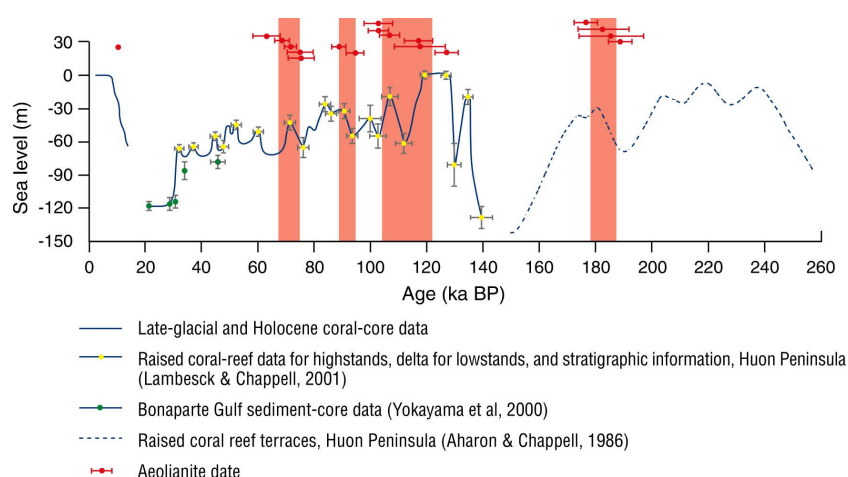 30
0
-30
-60
-90
-120
-150
Sea level (m)
0 20 40 60 80 100 120 140 160 180 200 220 240 260
Age (ka BP)
Late-glacial and Holocene coral-core data
Raised coral-reef data for highstands, delta for lowstands, and stratigraphic information, Huon Peninsula
(Lambesck & Chappell, 2001)
Bonaparte Gulf sediment-core data (Yokayama et al, 2000)
Raised coral reef terraces, Huon Peninsula (Aharon & Chappell, 1986)
Aeolianite date